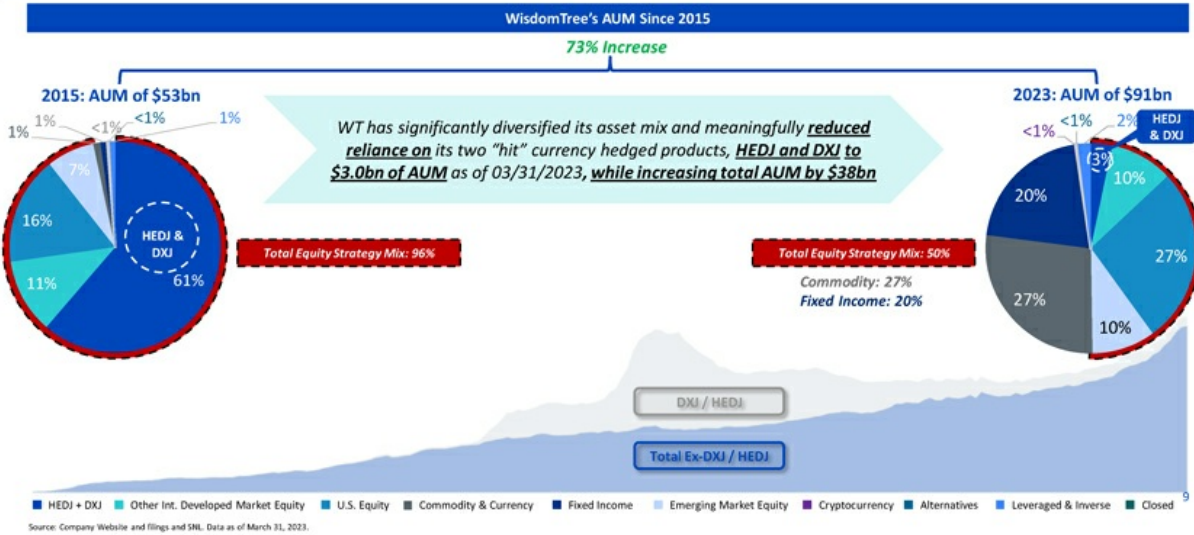 WisdomTree's AUM Since 2015
73% Increase
2015: AUM of $53bn
2023: AUM of $91bn
1%
1%
<1%
<1%
1%
7%
16%
11%
HEDJ &
DXJ
61%
WT has significantly diversified its asset mix and meaningfully reduced
reliance on its two "hit" currency hedged products, HEDJ and DXJ to
$3.0bn of AUM as of 03/31/2023, while increasing total AUM by $38bn
<1%
<1%
2%
HEDJ
& DXJ
3%
10%
20%
27%
27%
10%
Total Equity Strategy Mix: 96%
Total Equity Strategy Mix: 50%
Commodity: 27%
Fixed Income: 20%
DXJ / HEDJ
Total Ex-DXJ / HEDJ
9
HEDJ + DXJ Other Int. Developed Market Equity U.S. Equity Commodity & Currency Fixed Income Emerging Market Equity Cryptocurrency Alternatives Leveraged & Inverse Closed
Source: Company Website and filings and SNL. Data as of March 31, 2023.